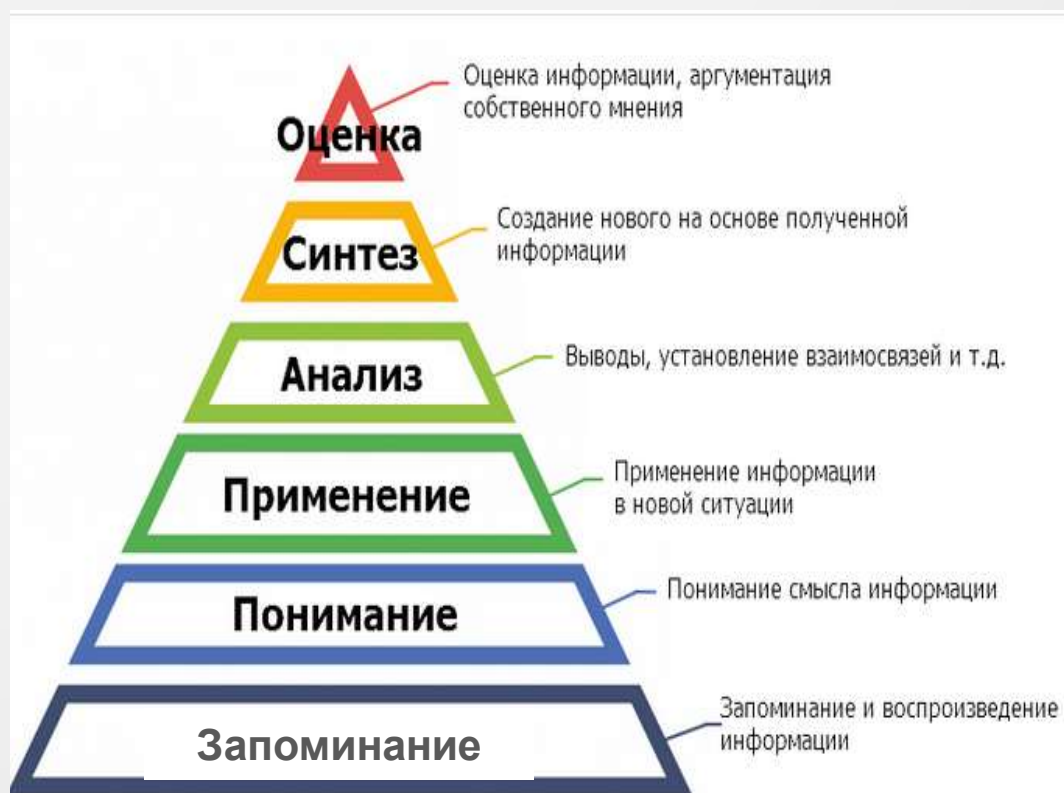 Оценка
Оценка информации, аргументация
собственного мнения
Синтез
Создание нового на основе полученной
информации
Анализ
Выводы, установление взаимосвязей и т.д.
Применение
Применение информации
в новой ситуации
Понимание
Понимание смысла информации
Запоминание
Запоминание и воспроизведение
информации